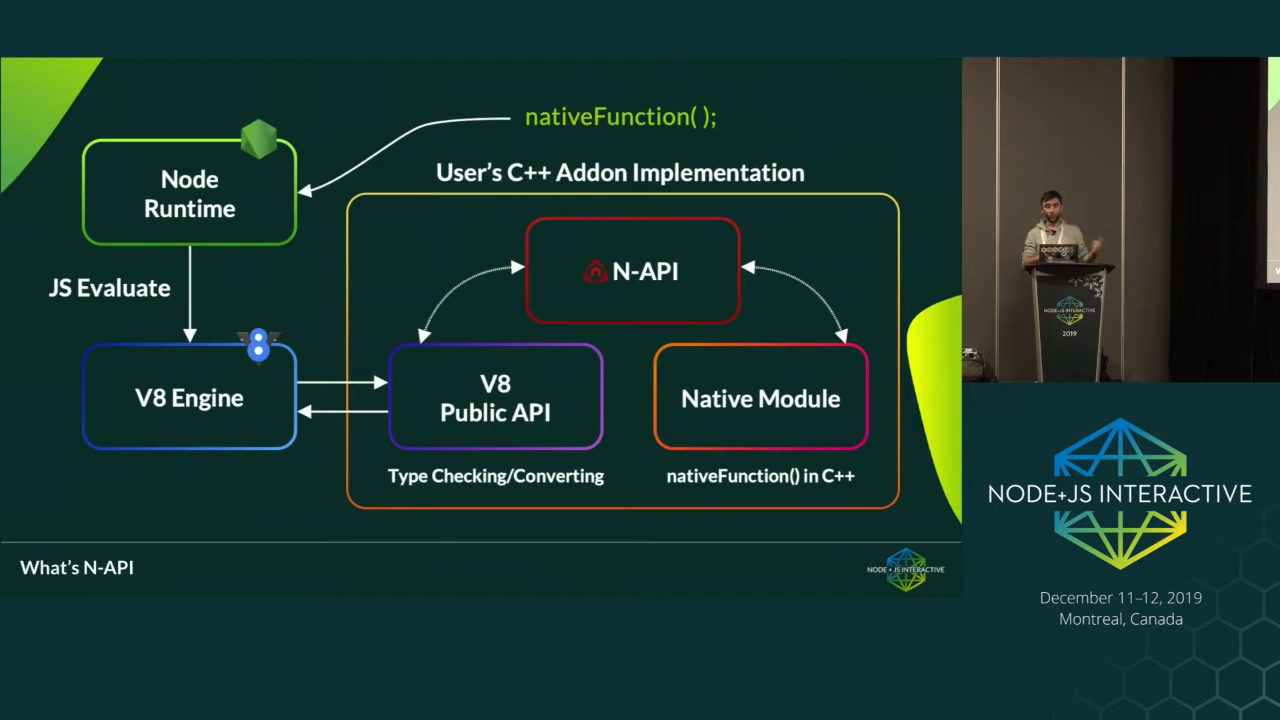 nativeFunction( );
User's C++ Addon Implementation
Node
Runtime
N-API
JS Evaluate
V8 Engine
8
V8
Public API
Native Module
Type Checking/Converting
nativeFunction() in C++
What's N-API
NODE + JS INTERACTIVE
NODE+JS INTERACTIVE
2019
NODE+JS INTERACTIVE
December 11–12, 2019
Montreal, Canada